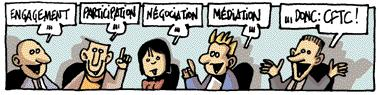 ENGAGEMENT
...
PARTICIPATION
...
NÉGOCIATION
...
MÉDIATION
...
... DONC: CFTC !